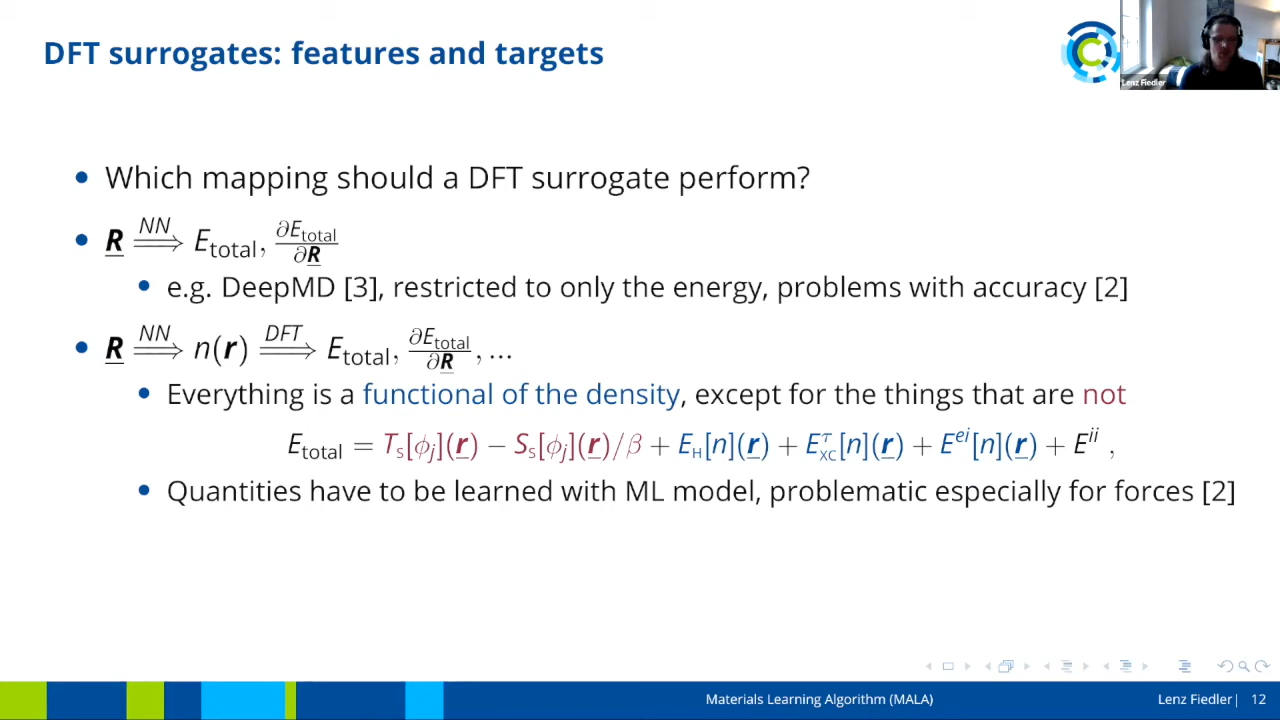 DFT surrogates: features and targets
Lenz Fiedler
• Which mapping should a DFT surrogate perform?
• R ⟹^{NN} E_total, ∂E_total/∂R
• e.g. DeepMD [3], restricted to only the energy, problems with accuracy [2]
• R ⟹^{NN} n(r) ⟹^{DFT} E_total, ∂E_total/∂R, ...
• Everything is a functional of the density, except for the things that are not
E_total = T_S[ϕ_j](r) − S_S[ϕ_j](r)/β + E_H[n](r) + E_XC^τ[n](r) + E^{ei}[n](r) + E^{ii} ,
• Quantities have to be learned with ML model, problematic especially for forces [2]
Materials Learning Algorithm (MALA) Lenz Fiedler| 12